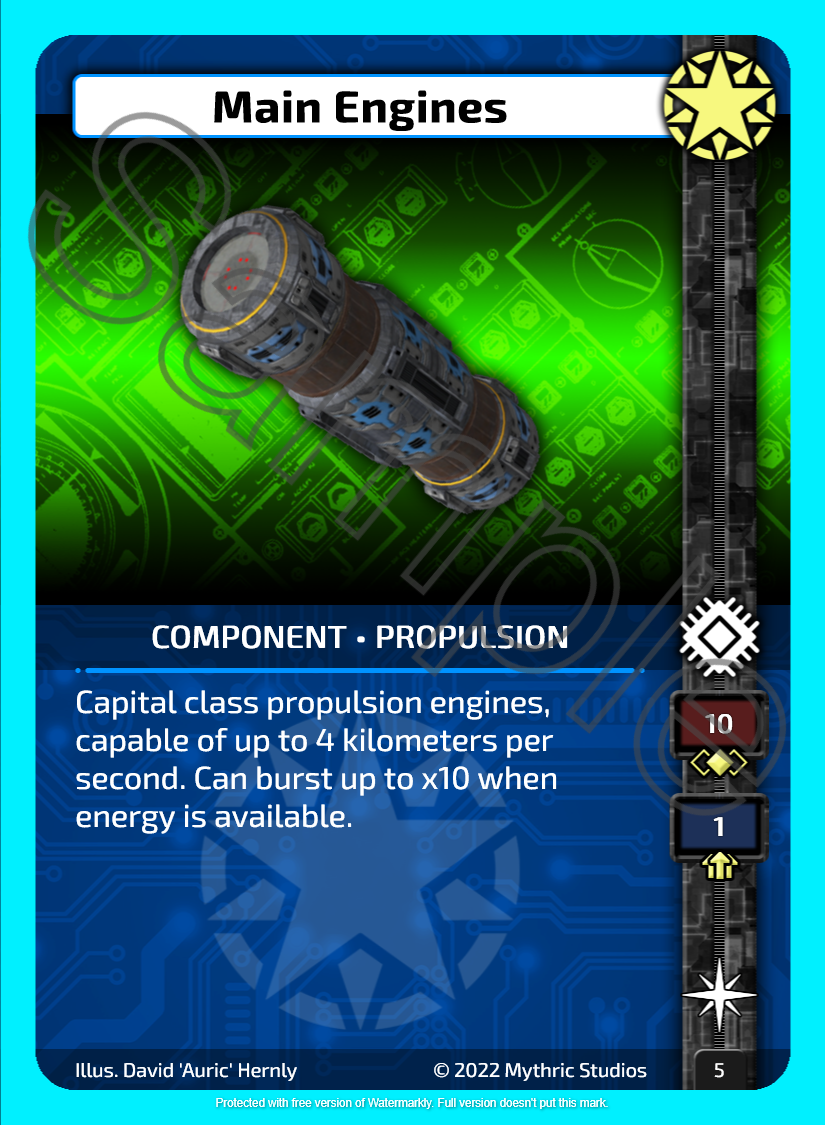 Main Engines
Sample
COMPONENT • PROPULSION
Capital class propulsion engines,
capable of up to 4 kilometers per
second. Can burst up to x10 when
energy is available.
10
1
Illus. David 'Auric' Hernly
© 2022 Mythric Studios
5
Protected with free version of Watermarkly. Full version doesn't put this mark.